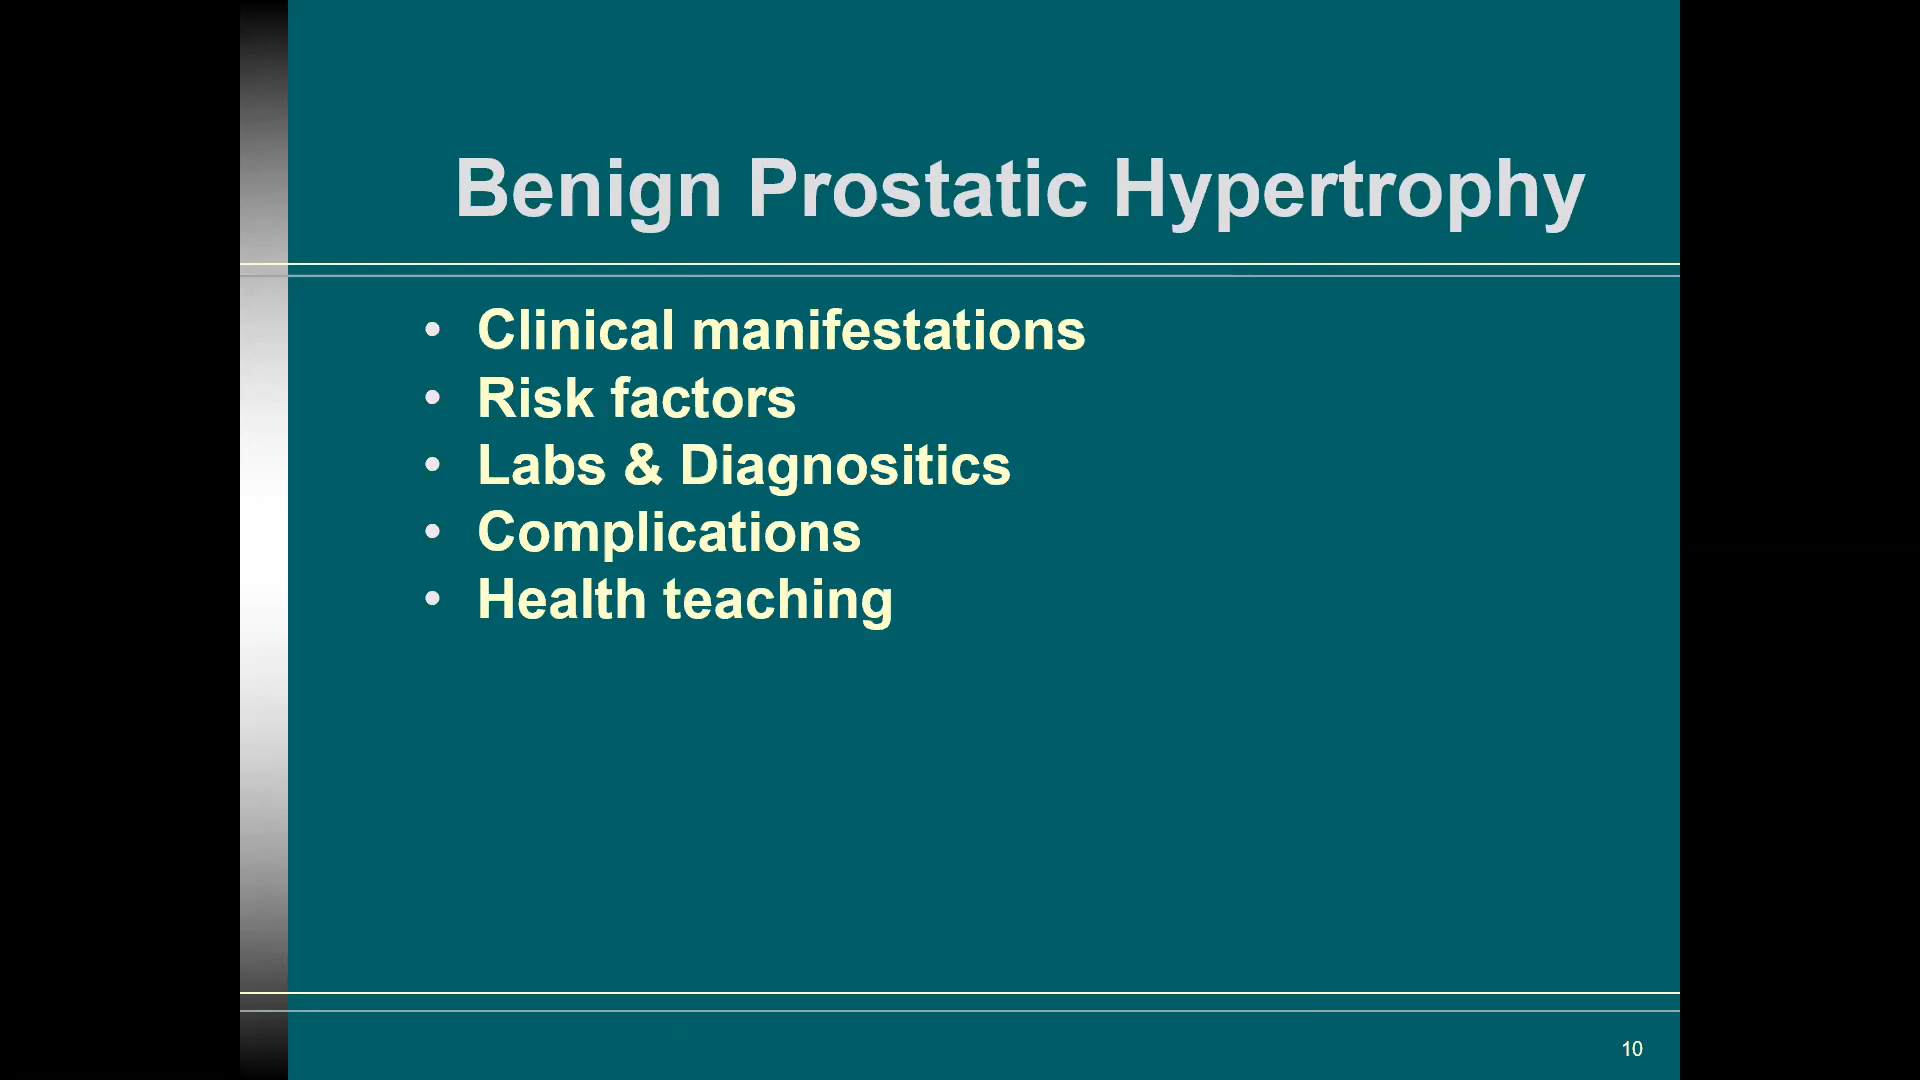 Benign Prostatic Hypertrophy
• Clinical manifestations
• Risk factors
• Labs & Diagnositics
• Complications
• Health teaching
10